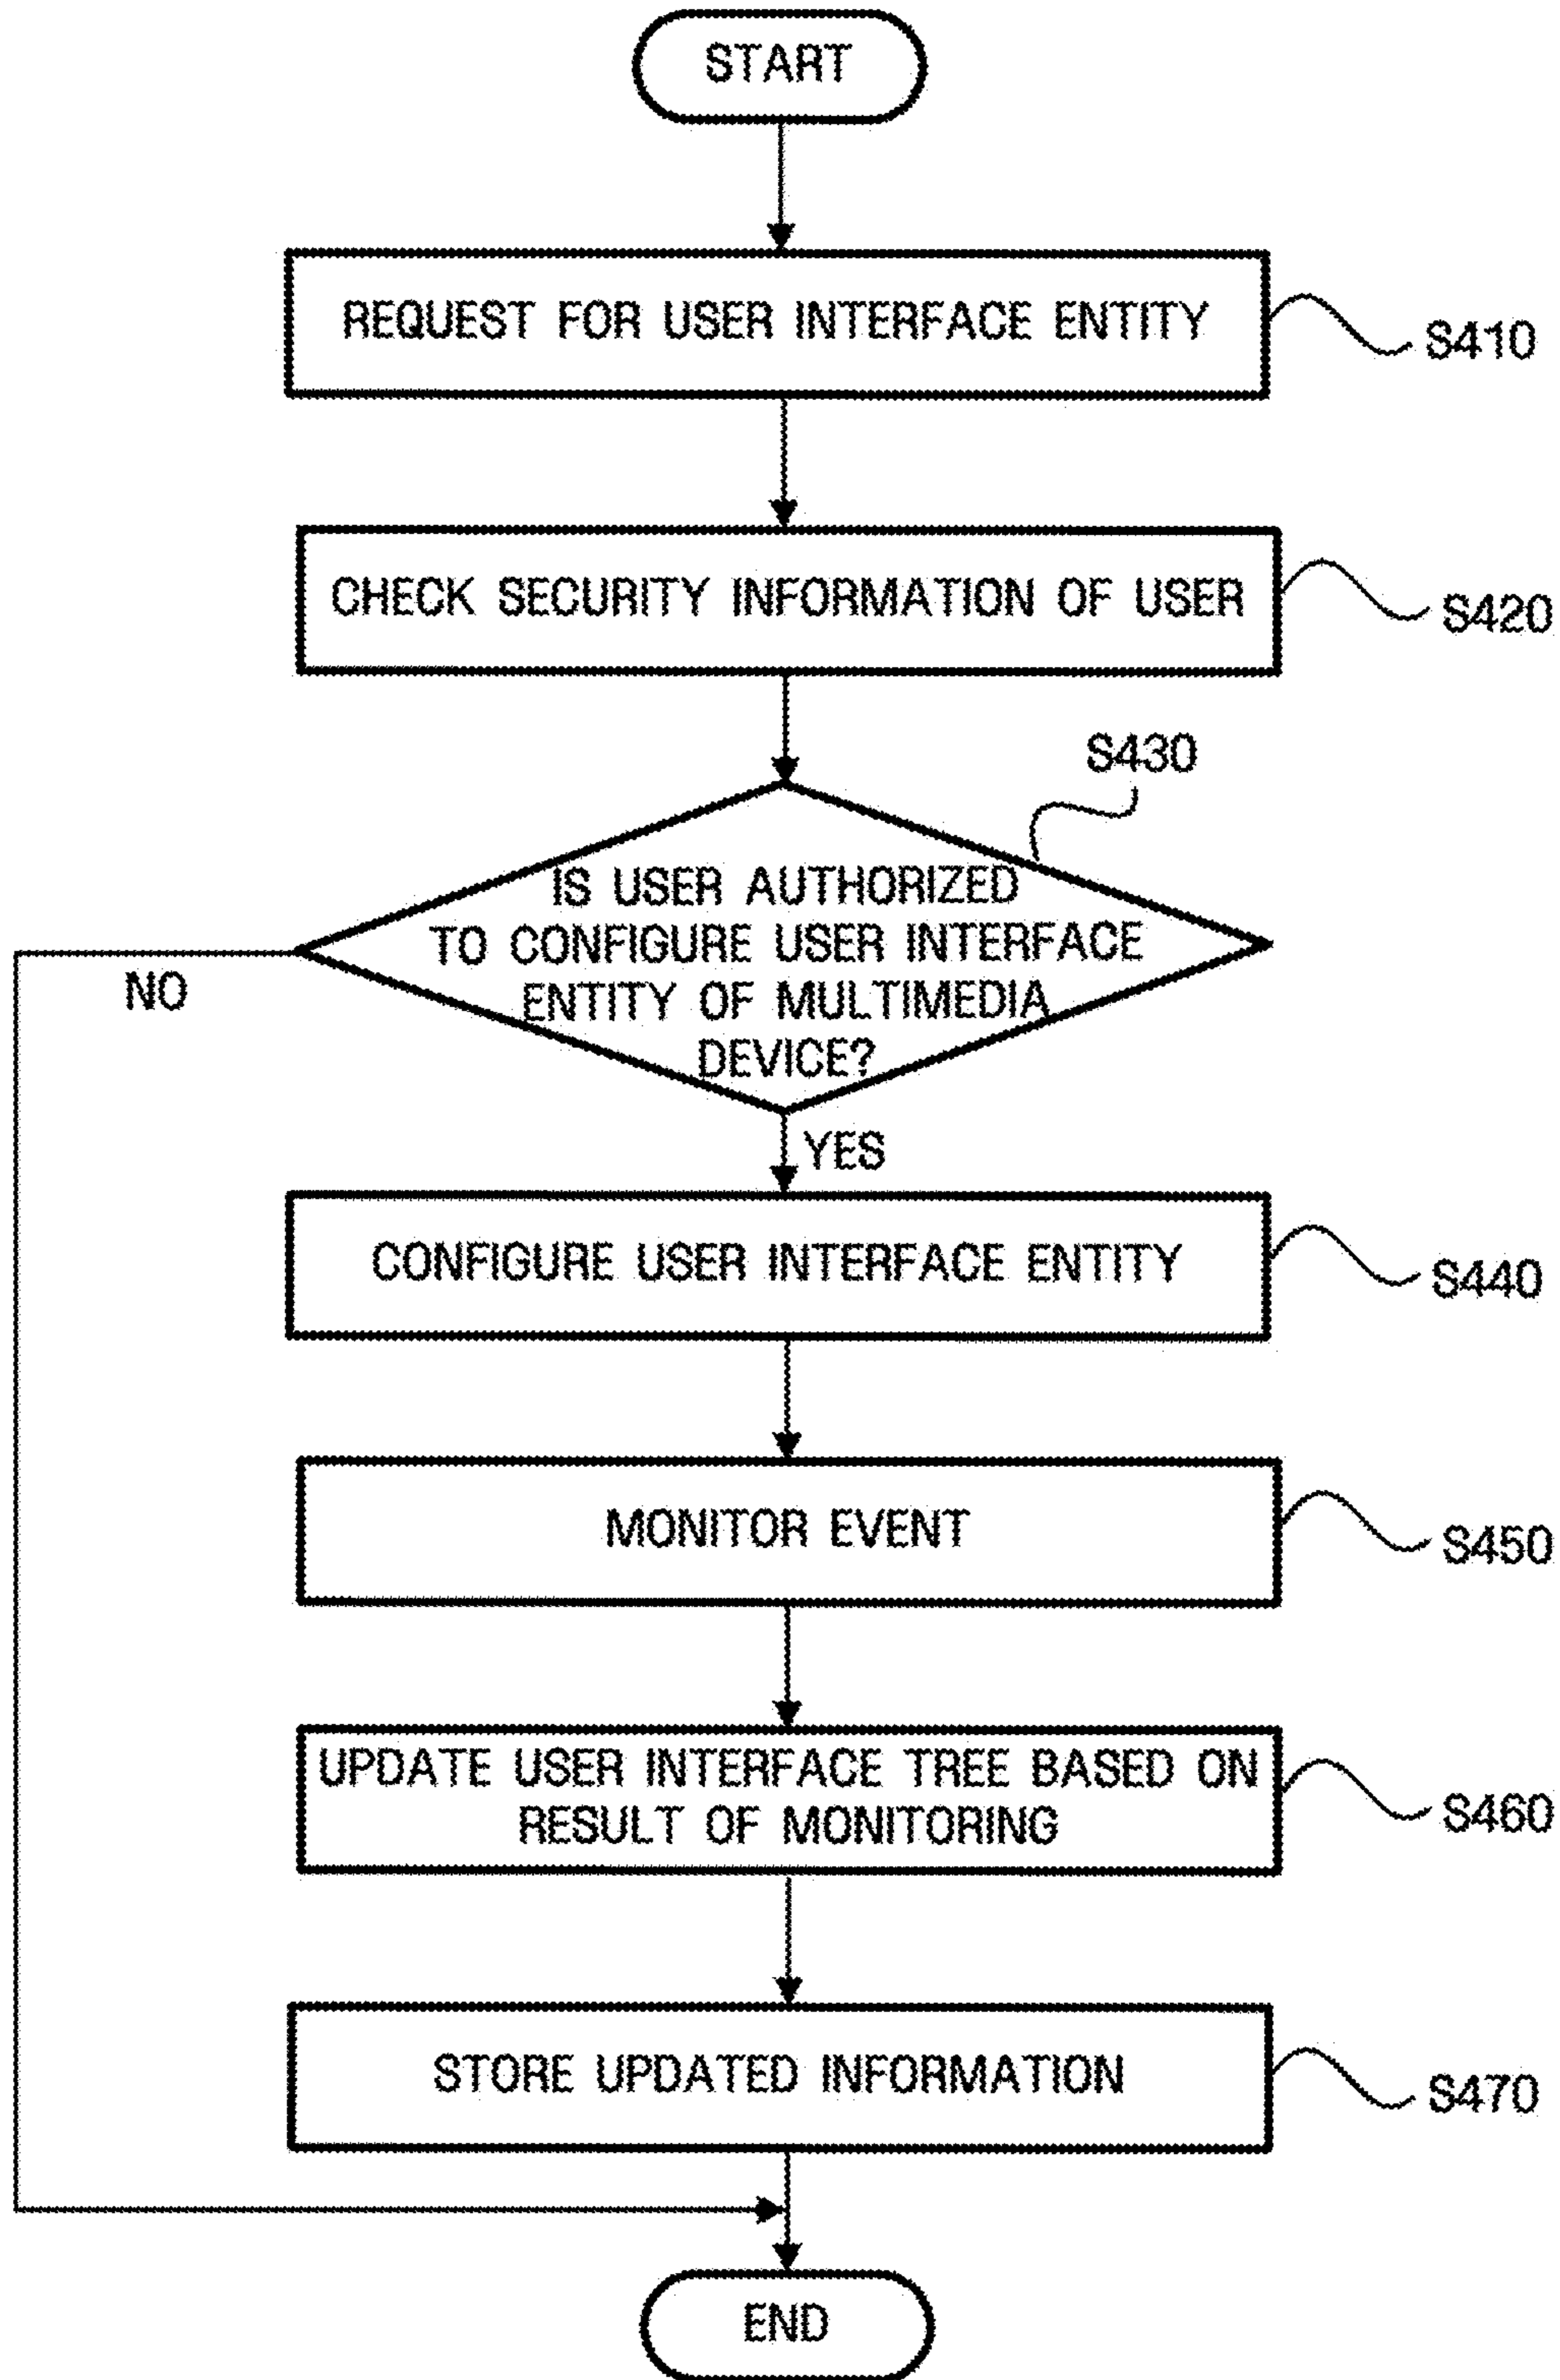 START
REQUEST FOR USER INTERFACE ENTITY
S410
CHECK SECURITY INFORMATION OF USER
S420
S430
IS USER AUTHORIZED
TO CONFIGURE USER INTERFACE
ENTITY OF MULTIMEDIA
DEVICE?
NO
YES
CONFIGURE USER INTERFACE ENTITY
S440
MONITOR EVENT
S450
UPDATE USER INTERFACE TREE BASED ON
RESULT OF MONITORING
S460
STORE UPDATED INFORMATION
S470
END